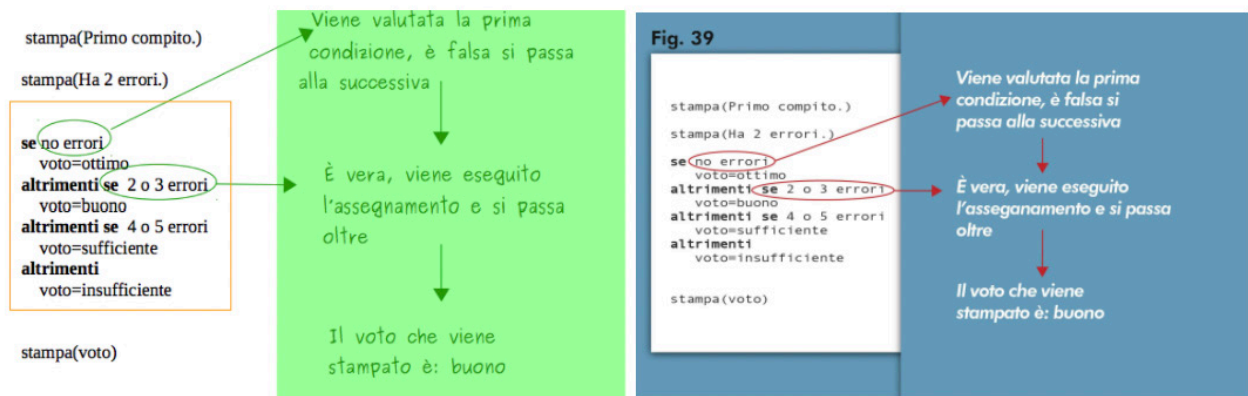 stampa(Primo compito.)
stampa(Ha 2 errori.)
se no errori
voto=ottimo
altrimenti se 2 o 3 errori
voto=buono
altrimenti se 4 o 5 errori
voto=sufficiente
altrimenti
voto=insufficiente
stampa(voto)
Viene valutata la prima
condizione, è falsa si passa
alla successiva
È vera, viene eseguito
l'assegnamento e si passa
oltre
Il voto che viene
stampato è: buono
Fig. 39
stampa(Primo compito.)
stampa(Ha 2 errori.)
se no errori
voto=ottimo
altrimenti se 2 o 3 errori
voto=buono
altrimenti se 4 o 5 errori
voto=sufficiente
altrimenti
voto=insufficiente
stampa(voto)
Viene valutata la prima
condizione, è falsa si
passa alla successiva
È vera, viene eseguito
l'asseganamento e si passa
oltre
Il voto che viene
stampato è: buono